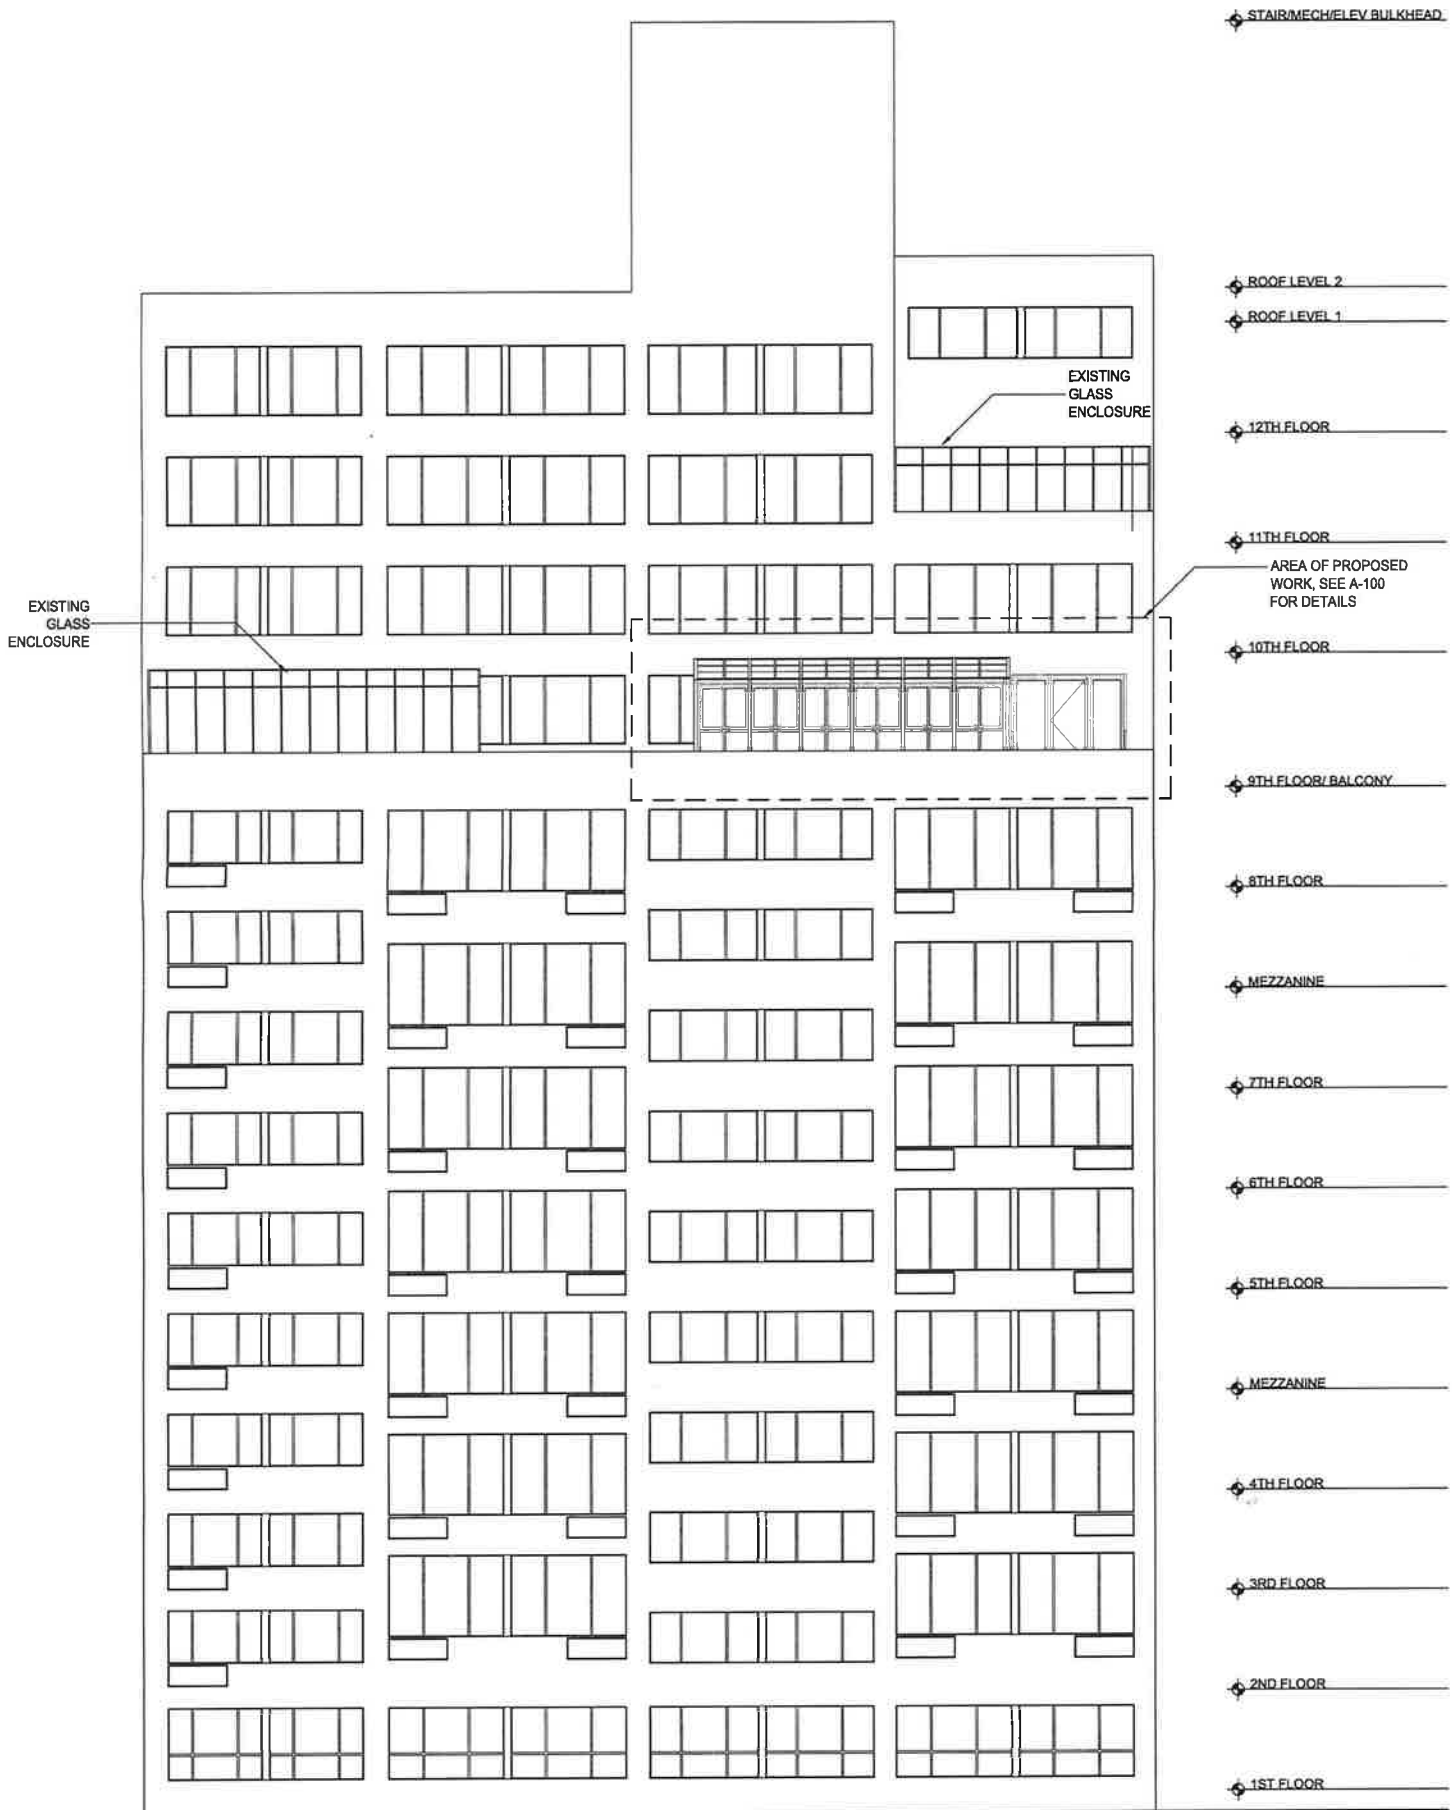 STAIR/MECH/ELEV BULKHEAD
ROOF LEVEL 2
ROOF LEVEL 1
EXISTING
GLASS
ENCLOSURE
12TH FLOOR
11TH FLOOR
AREA OF PROPOSED
WORK, SEE A-100
FOR DETAILS
EXISTING
GLASS
ENCLOSURE
10TH FLOOR
9TH FLOOR/ BALCONY
8TH FLOOR
MEZZANINE
7TH FLOOR
6TH FLOOR
5TH FLOOR
MEZZANINE
4TH FLOOR
3RD FLOOR
2ND FLOOR
1ST FLOOR